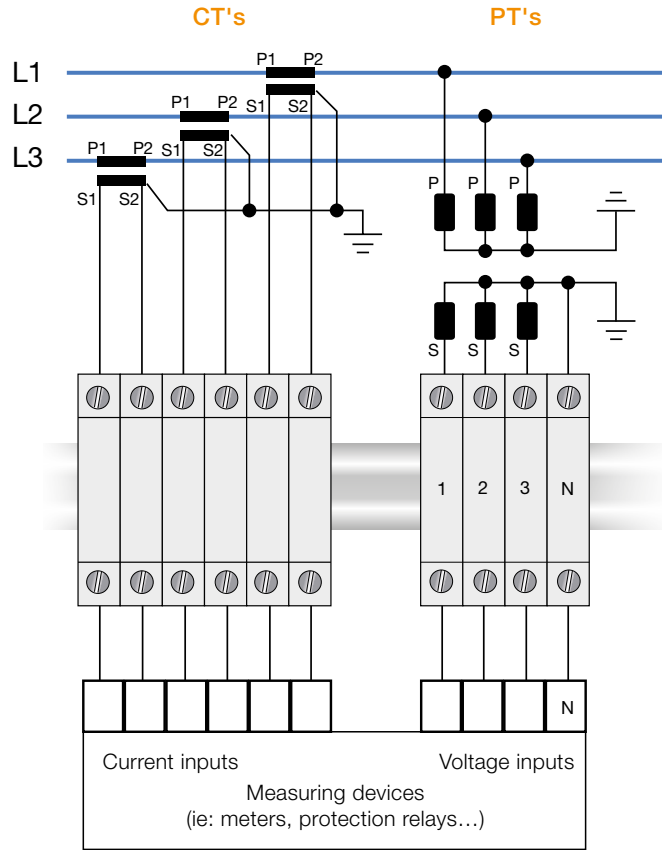 CT's PT's
P1 P2
L1
P1 P2 S1 S2
L2
P1 P2 S1 S2
L3
S1 S2
P P P
S S S
1 2 3 N
N
Current inputs Voltage inputs
Measuring devices
(ie: meters, protection relays…)